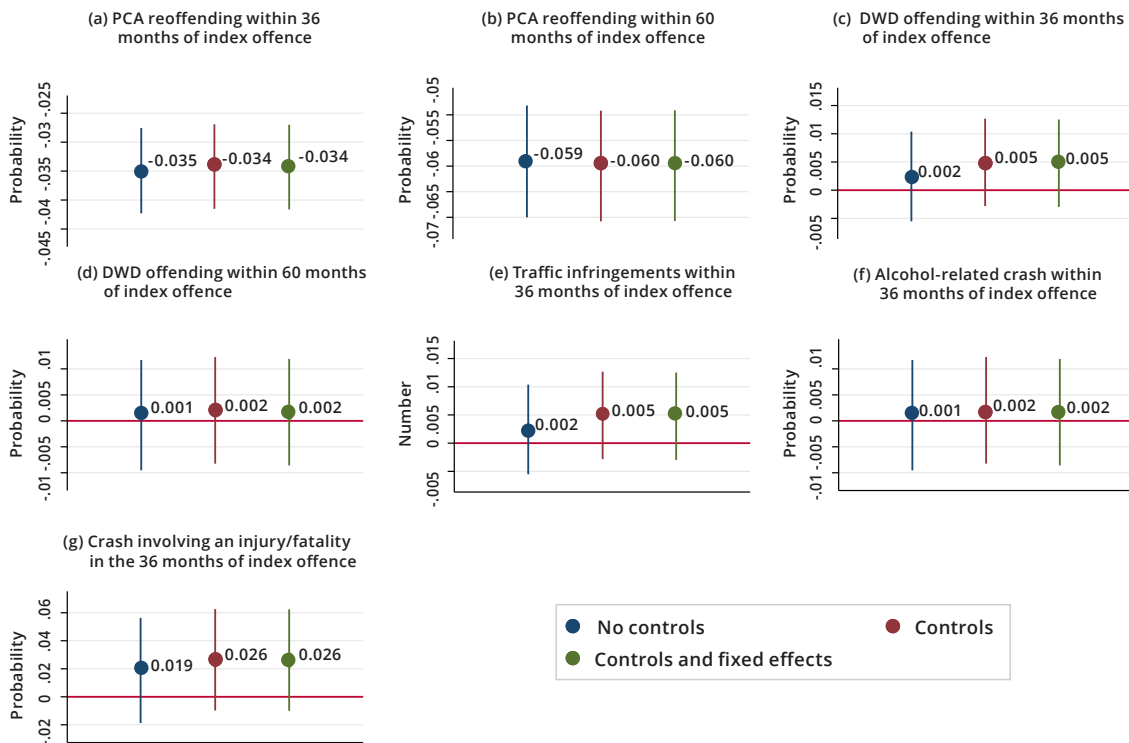 (a) PCA reoffending within 36
months of index offence
Probability
-.045 -.04 -.035 -.03 -.025
-0.035
-0.034
-0.034
(b) PCA reoffending within 60
months of index offence
Probability
-.07 -.065 -.06 -.055 -.05
-0.059
-0.060
-0.060
(c) DWD offending within 36 months
of index offence
Probability
-.005 0 .005 .01 .015
0.002
0.005
0.005
(d) DWD offending within 60 months
of index offence
Probability
-.01 -.005 0 .005 .01
0.001
0.002
0.002
(e) Traffic infringements within
36 months of index offence
Number
-.005 0 .005 .01 .015
0.002
0.005
0.005
(f) Alcohol-related crash within
36 months of index offence
Probability
-.01 -.005 0 .005 .01
0.001
0.002
0.002
(g) Crash involving an injury/fatality
in the 36 months of index offence
Probability
-.02 0 .02 .04 .06
0.019
0.026
0.026
No controls
Controls
Controls and fixed effects